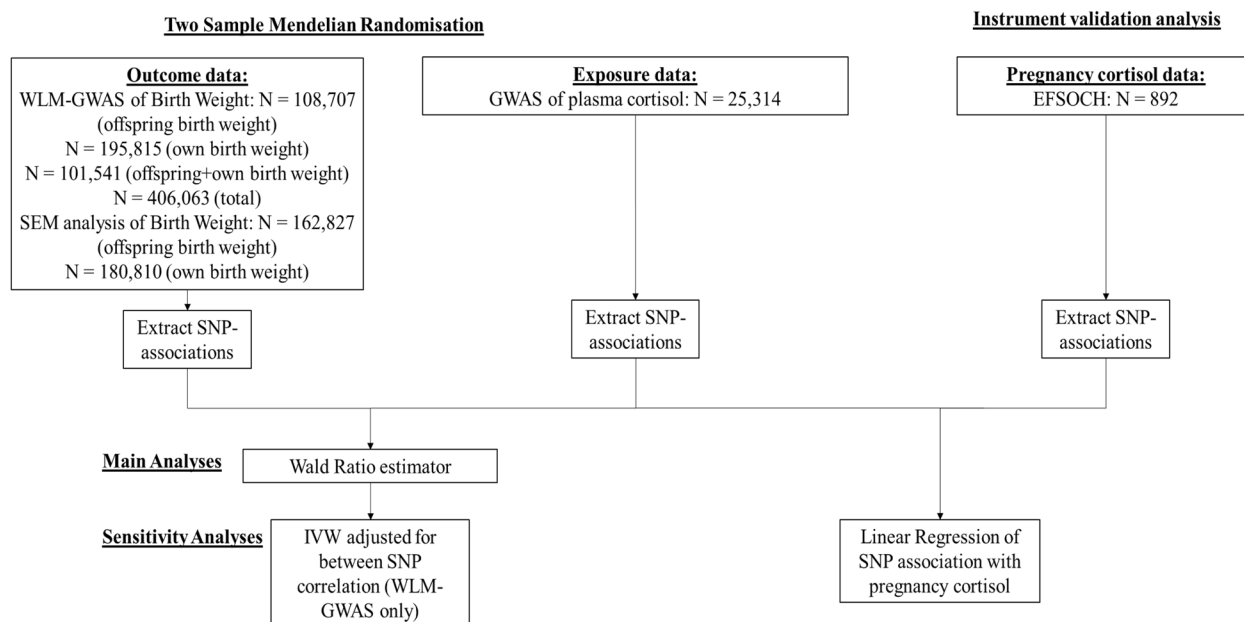 Two Sample Mendelian Randomisation
Instrument validation analysis
Outcome data:
WLM-GWAS of Birth Weight: N = 108,707
(offspring birth weight)
N = 195,815 (own birth weight)
N = 101,541 (offspring+own birth weight)
N = 406,063 (total)
SEM analysis of Birth Weight: N = 162,827
(offspring birth weight)
N = 180,810 (own birth weight)
Exposure data:
GWAS of plasma cortisol: N = 25,314
Pregnancy cortisol data:
EFSOCH: N = 892
Extract SNP-
associations
Extract SNP-
associations
Extract SNP-
associations
Main Analyses
Wald Ratio estimator
Sensitivity Analyses
IVW adjusted for
between SNP
correlation (WLM-
GWAS only)
Linear Regression of
SNP association with
pregnancy cortisol